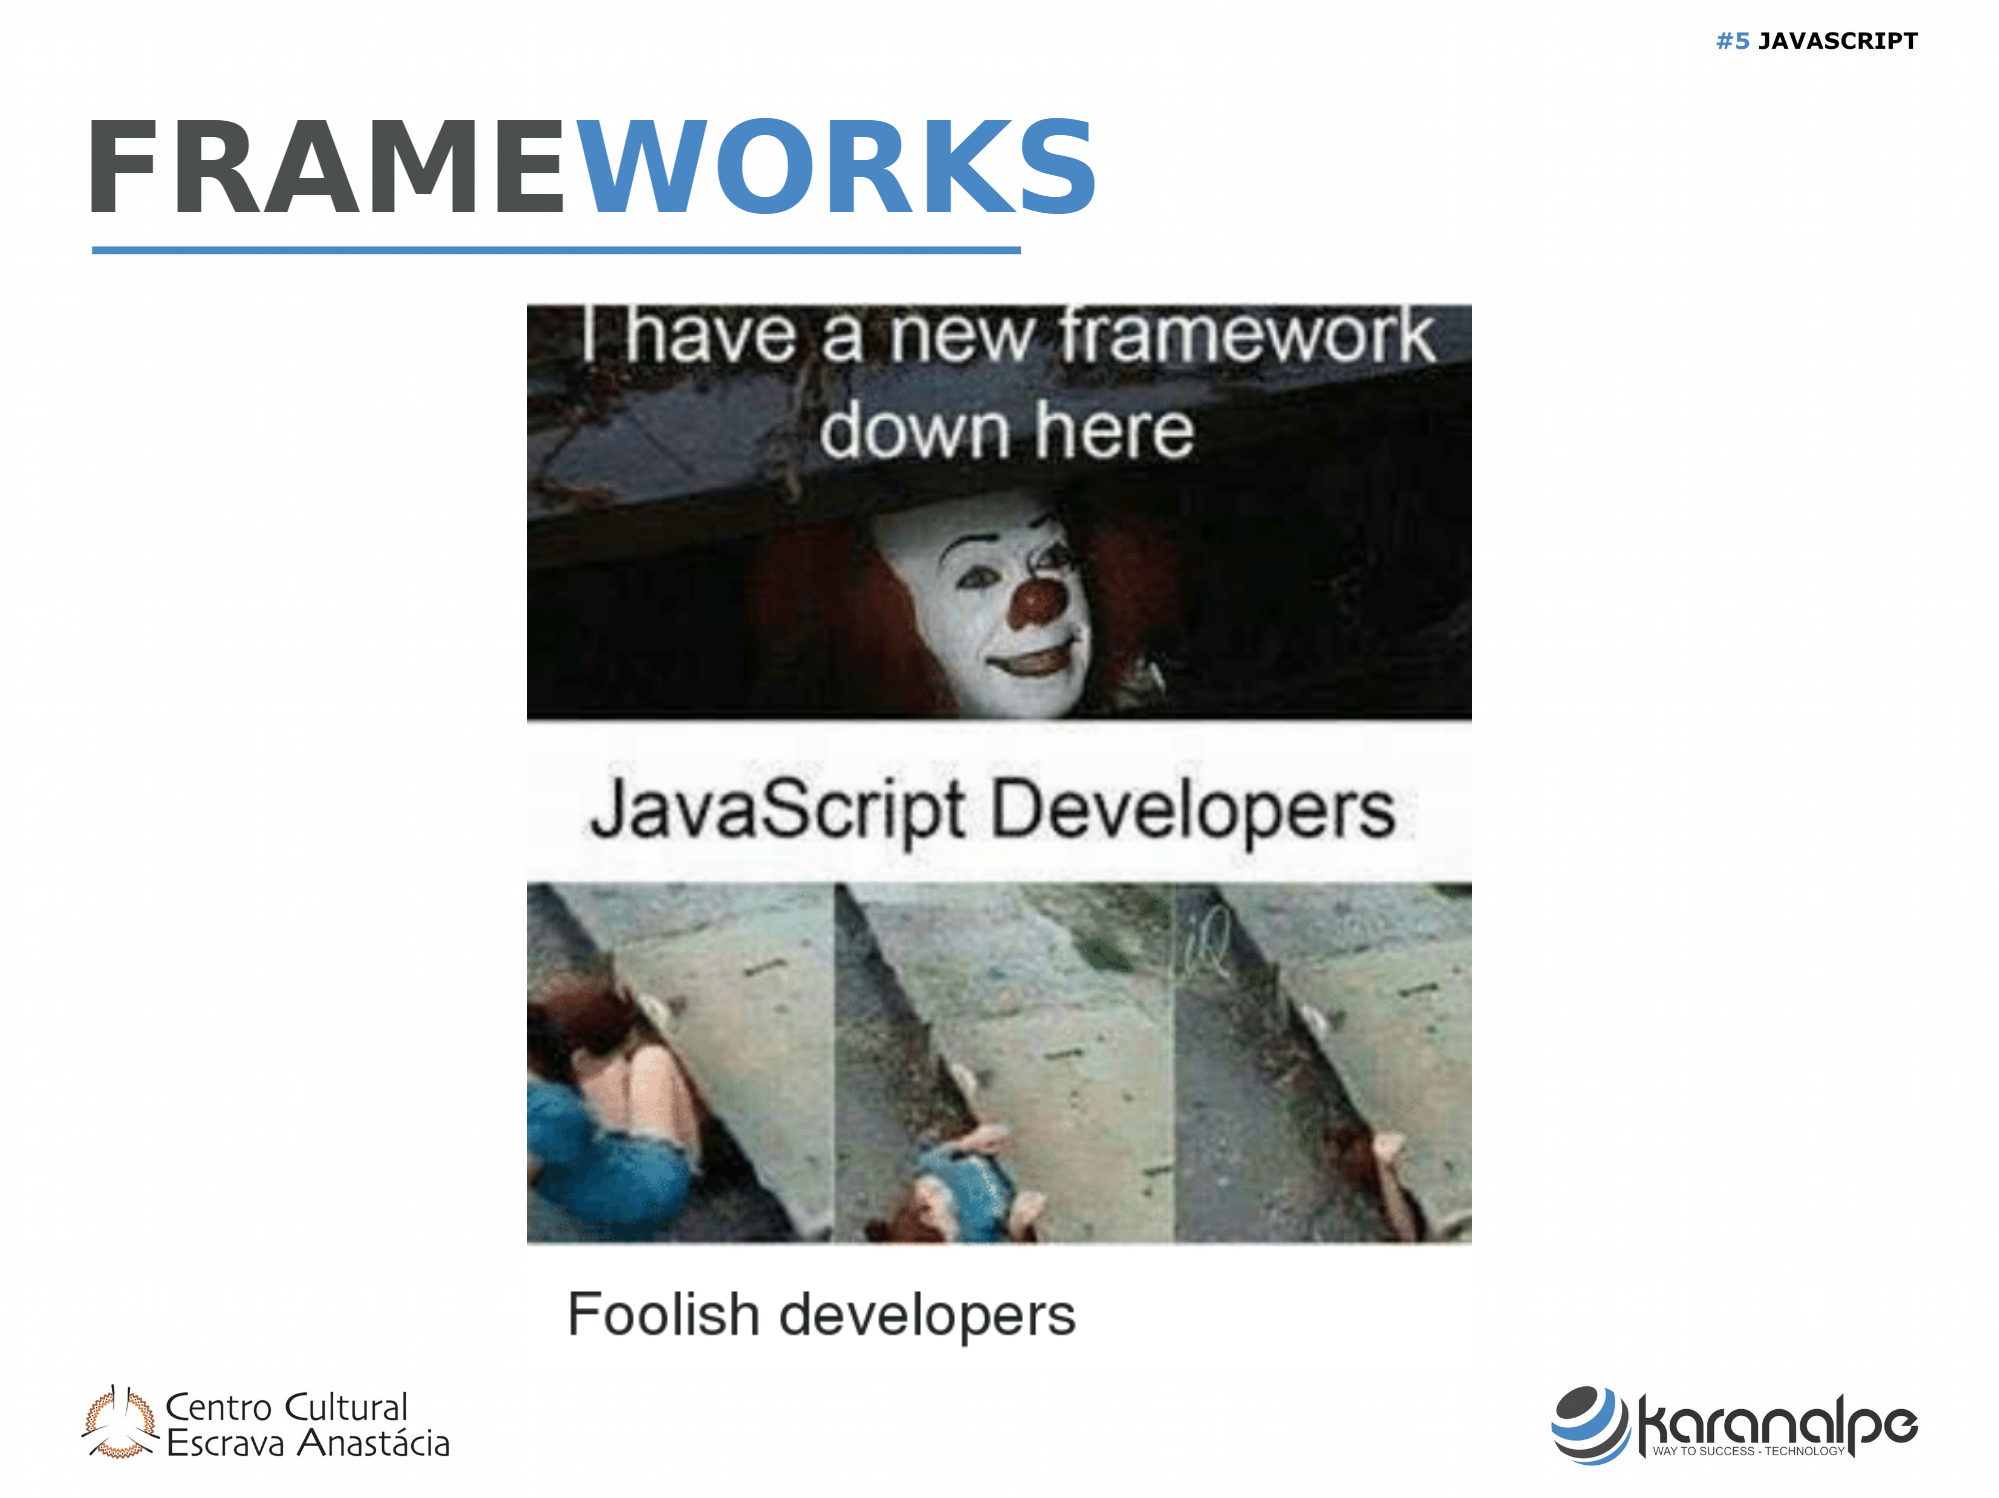 #5 JAVASCRIPT
FRAMEWORKS
I have a new framework
down here
JavaScript Developers
iQ
Foolish developers
Centro Cultural
Escrava Anastácia
karanalpe
WAY TO SUCCESS - TECHNOLOGY